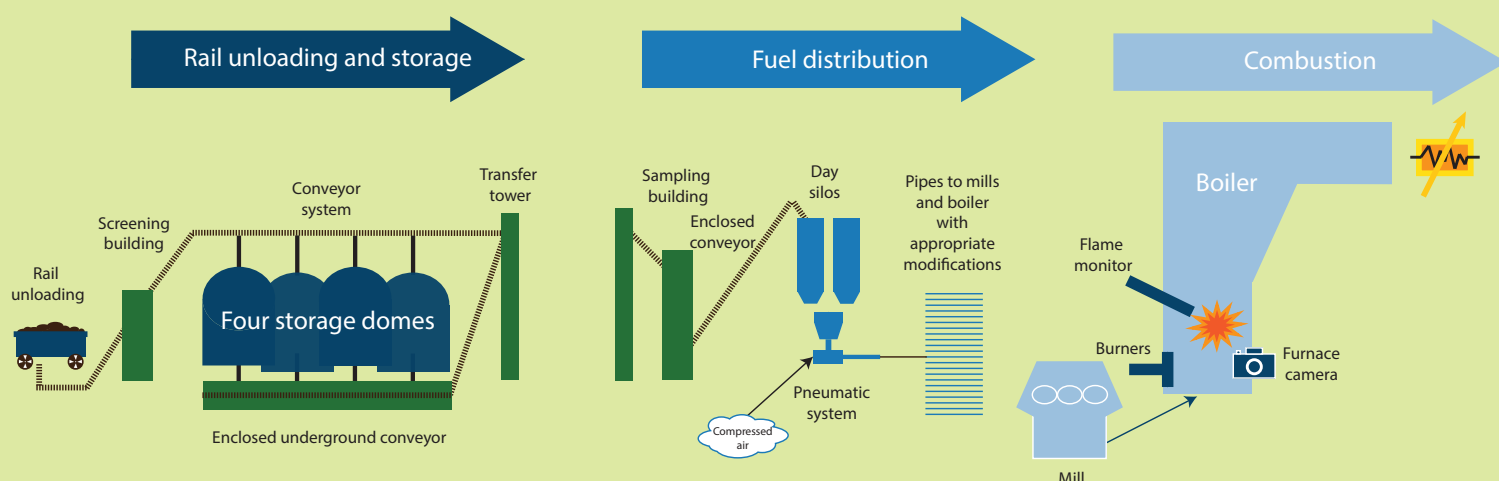 Rail unloading and storage
Fuel distribution
Combustion
Rail
unloading
Screening
building
Conveyor
system
Four storage domes
Enclosed underground conveyor
Transfer
tower
Sampling
building
Enclosed
conveyor
Day
silos
Pneumatic
system
Compressed
air
Pipes to mills
and boiler
with
appropriate
modifications
Boiler
Flame
monitor
Burners
Furnace
camera
Mill